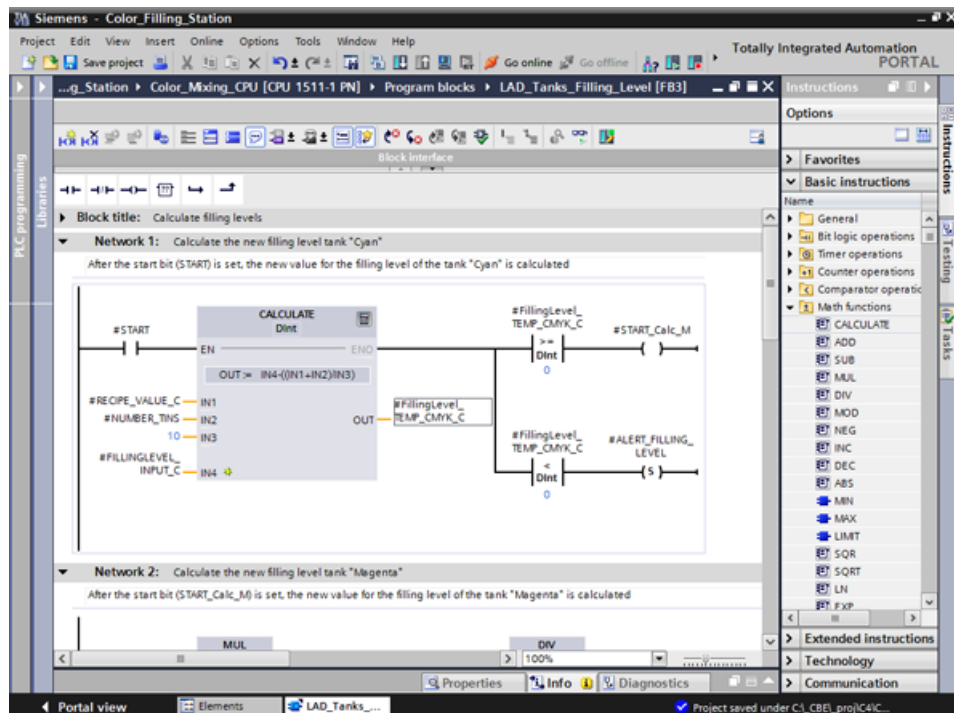 Siemens - Color_Filling_Station
Project Edit View Insert Online Options Tools Window Help
Save project Go online Go offline
Totally Integrated Automation
PORTAL
...g_Station Color_Mixing_CPU [CPU 1511-1 PN] Program blocks LAD_Tanks_Filling_Level [FB3]
Block interface
PLC programming
Libraries
Block title: Calculate filling levels
Network 1: Calculate the new filling level tank "Cyan"
After the start bit (START) is set, the new value for the filling level of the tank "Cyan" is calculated
#START
CALCULATE
DInt
EN ENO
OUT := IN4-((IN1+IN2)/IN3)
#RECIPE_VALUE_C IN1
#NUMBER_TINS IN2
10 IN3
#FILLINGLEVEL_
INPUT_C IN4
OUT
#FillingLevel_
TEMP_CMYK_C
#FillingLevel_
TEMP_CMYK_C
>=
DInt
0
#START_Calc_M
( )
#FillingLevel_
TEMP_CMYK_C
<
DInt
0
#ALERT_FILLING_
LEVEL
( S )
Network 2: Calculate the new filling level tank "Magenta"
After the start bit (START_Calc_M) is set, the new value for the filling level of the tank "Magenta" is calculated
MUL DIV
100%
Properties Info Diagnostics
Portal view Elements LAD_Tanks_...
Project saved under C:\_CBE\_proj\C4\C...
Instructions
Options
Favorites
Basic instructions
Name
General
Bit logic operations
Timer operations
Counter operations
Comparator operatic
Math functions
CALCULATE
ADD
SUB
MUL
DIV
MOD
NEG
INC
DEC
ABS
MIN
MAX
LIMIT
SQR
SQRT
LN
EXP
Extended instructions
Technology
Communication
Instructions
Testing
Tasks